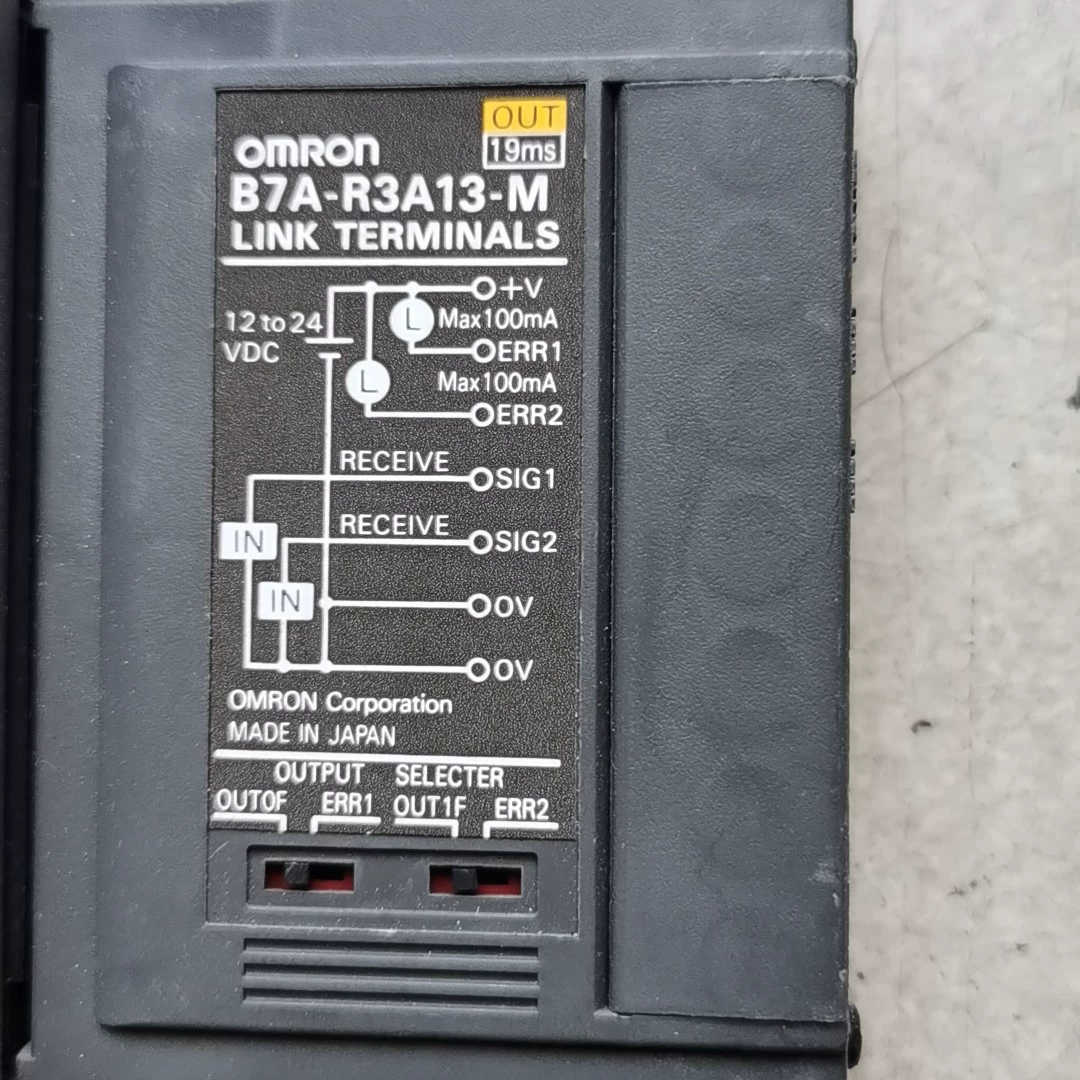 OUT
19ms
OMRON
B7A-R3A13-M
LINK TERMINALS
+V
12 to 24
VDC
L
Max100mA
ERR1
L
Max100mA
ERR2
RECEIVE
SIG1
RECEIVE
SIG2
IN
IN
0V
0V
OMRON Corporation
MADE IN JAPAN
OUTPUT SELECTER
OUT0F ERR1 OUT1F ERR2